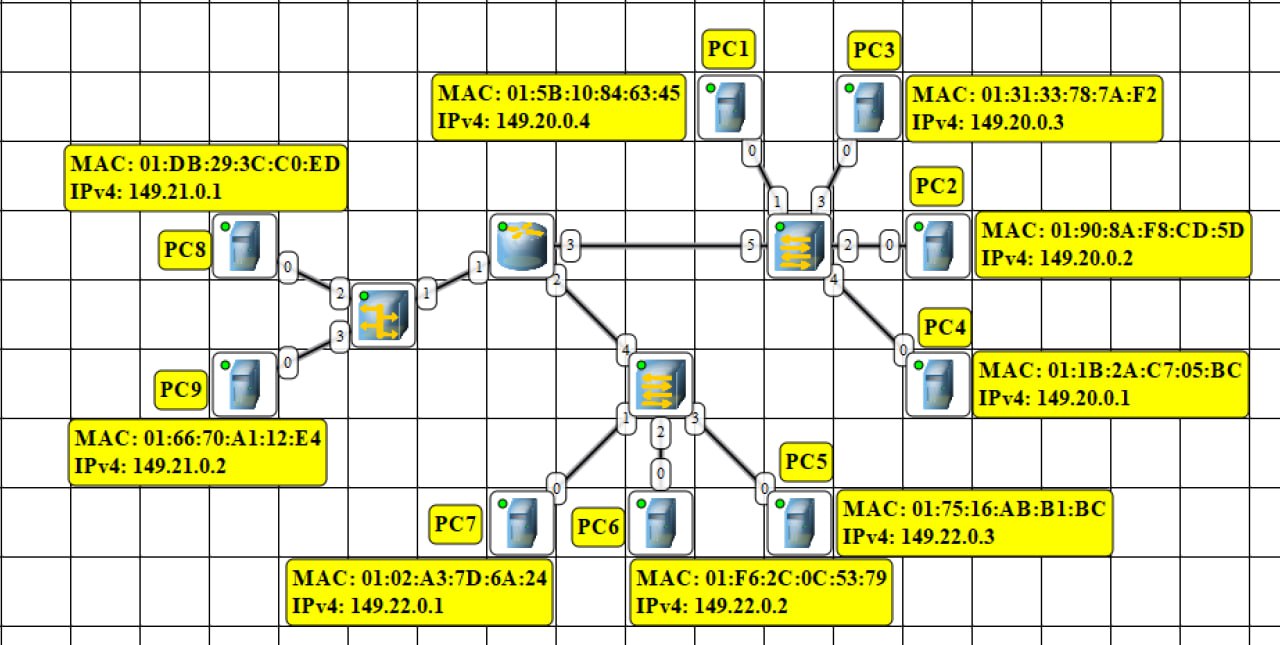 PC1
PC3
MAC: 01:5B:10:84:63:45
IPv4: 149.20.0.4
MAC: 01:31:33:78:7A:F2
IPv4: 149.20.0.3
0
0
MAC: 01:DB:29:3C:C0:ED
IPv4: 149.21.0.1
PC2
1
3
PC8
3
5
2
0
MAC: 01:90:8A:F8:CD:5D
IPv4: 149.20.0.2
0
1
2
4
2
1
PC4
3
0
4
0
PC9
MAC: 01:1B:2A:C7:05:BC
IPv4: 149.20.0.1
1
2
3
MAC: 01:66:70:A1:12:E4
IPv4: 149.21.0.2
PC5
0
0
0
PC7
PC6
MAC: 01:75:16:AB:B1:BC
IPv4: 149.22.0.3
MAC: 01:02:A3:7D:6A:24
IPv4: 149.22.0.1
MAC: 01:F6:2C:0C:53:79
IPv4: 149.22.0.2